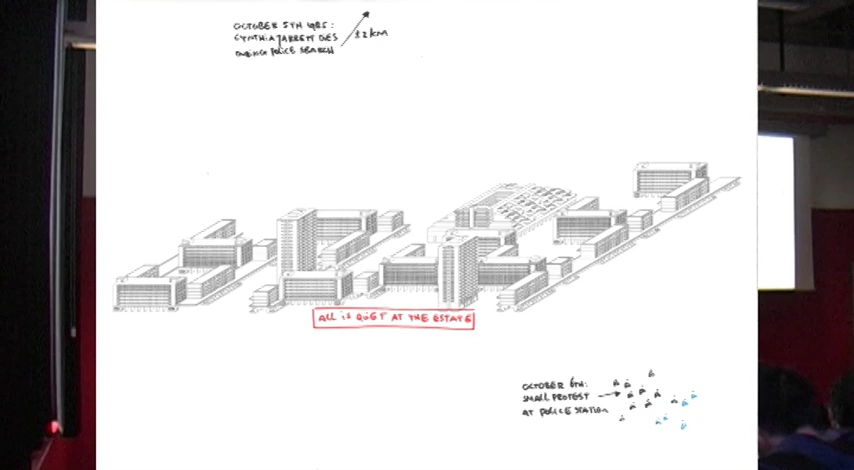 OCTOBER 5TH 1985:
CYNTHIA JARRETT DIES
DURING POLICE SEARCH
±2 KM
ALL IS QUIET AT THE ESTATE
OCTOBER 6TH:
SMALL PROTEST
AT POLICE STATION